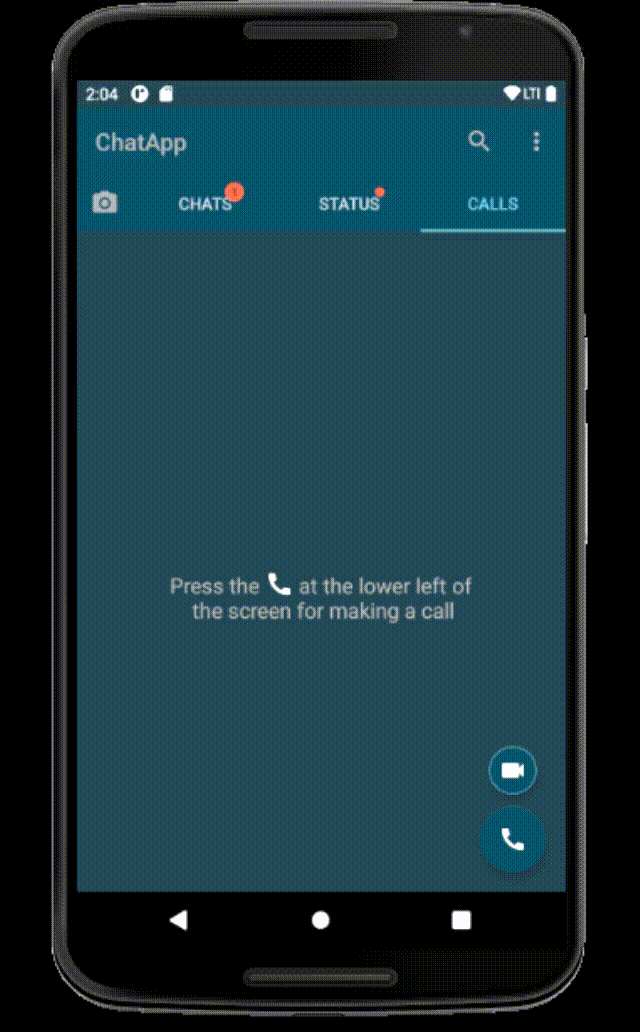 2:04 LTE
ChatApp
CHATS 1 STATUS CALLS
Press the at the lower left of
the screen for making a call